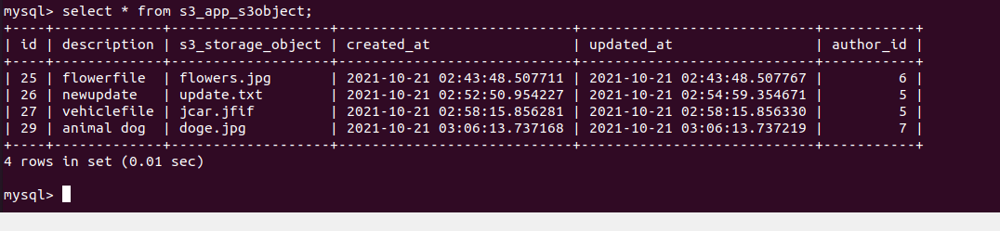 mysql> select * from s3_app_s3object;
+----+-------------+-------------------+----------------------------+----------------------------+-----------+
| id | description | s3_storage_object | created_at                 | updated_at                 | author_id |
+----+-------------+-------------------+----------------------------+----------------------------+-----------+
| 25 | flowerfile  | flowers.jpg       | 2021-10-21 02:43:48.507711 | 2021-10-21 02:43:48.507767 |         6 |
| 26 | newupdate   | update.txt        | 2021-10-21 02:52:50.954227 | 2021-10-21 02:54:59.354671 |         5 |
| 27 | vehiclefile | jcar.jfif         | 2021-10-21 02:58:15.856281 | 2021-10-21 02:58:15.856330 |         5 |
| 29 | animal dog  | doge.jpg          | 2021-10-21 03:06:13.737168 | 2021-10-21 03:06:13.737219 |         7 |
+----+-------------+-------------------+----------------------------+----------------------------+-----------+
4 rows in set (0.01 sec)
mysql>